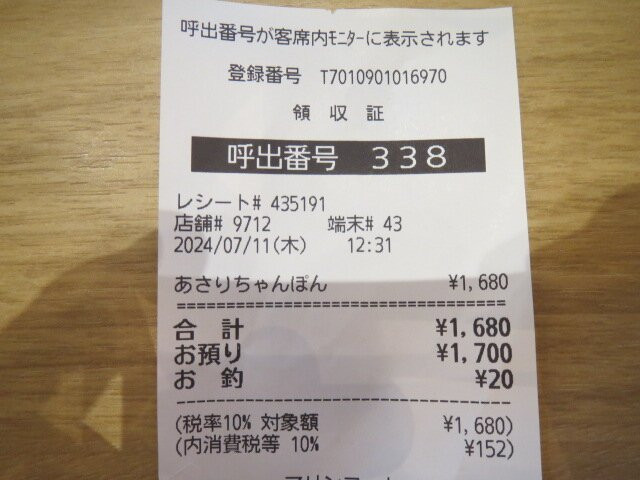 呼出番号が客席内ﾓﾆﾀｰに表示されます
登録番号 T7010901016970
領 収 証
呼出番号 338
レシート# 435191
店舗# 9712 端末# 43
2024/07/11(木) 12:31
あさりちゃんぽん ¥1,680
合 計 ¥1,680
お預り ¥1,700
お 釣 ¥20
(税率10% 対象額 ¥1,680)
(内消費税等 10% ¥152)